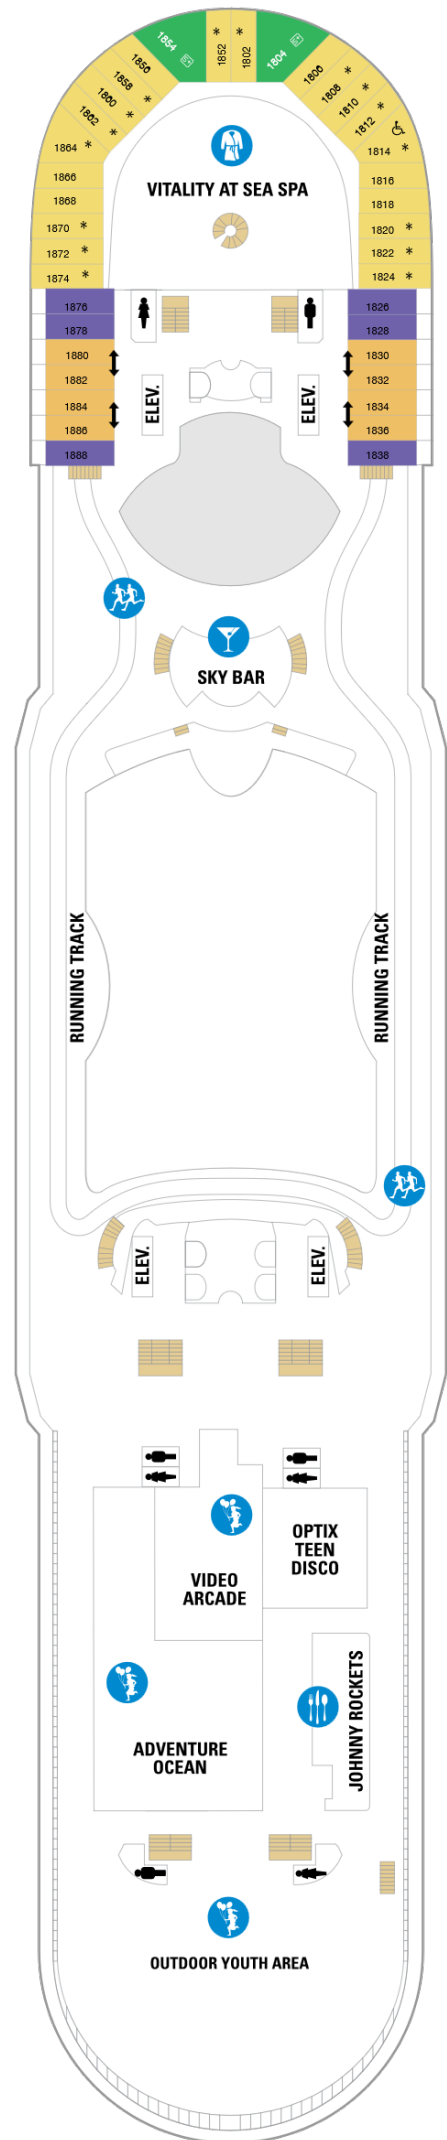 1854
1852
1802
1804
1856
1858
1860
1862
1864
1866
1868
1870
1872
1874
1806
1808
1810
1812
1814
1816
1818
1820
1822
1824
VITALITY AT SEA SPA
1876
1878
1880
1882
1884
1886
1888
1826
1828
1830
1832
1834
1836
1838
ELEV.
ELEV.
SKY BAR
RUNNING TRACK
RUNNING TRACK
ELEV.
ELEV.
VIDEO
ARCADE
OPTIX
TEEN
DISCO
ADVENTURE
OCEAN
JOHNNY ROCKETS
OUTDOOR YOUTH AREA